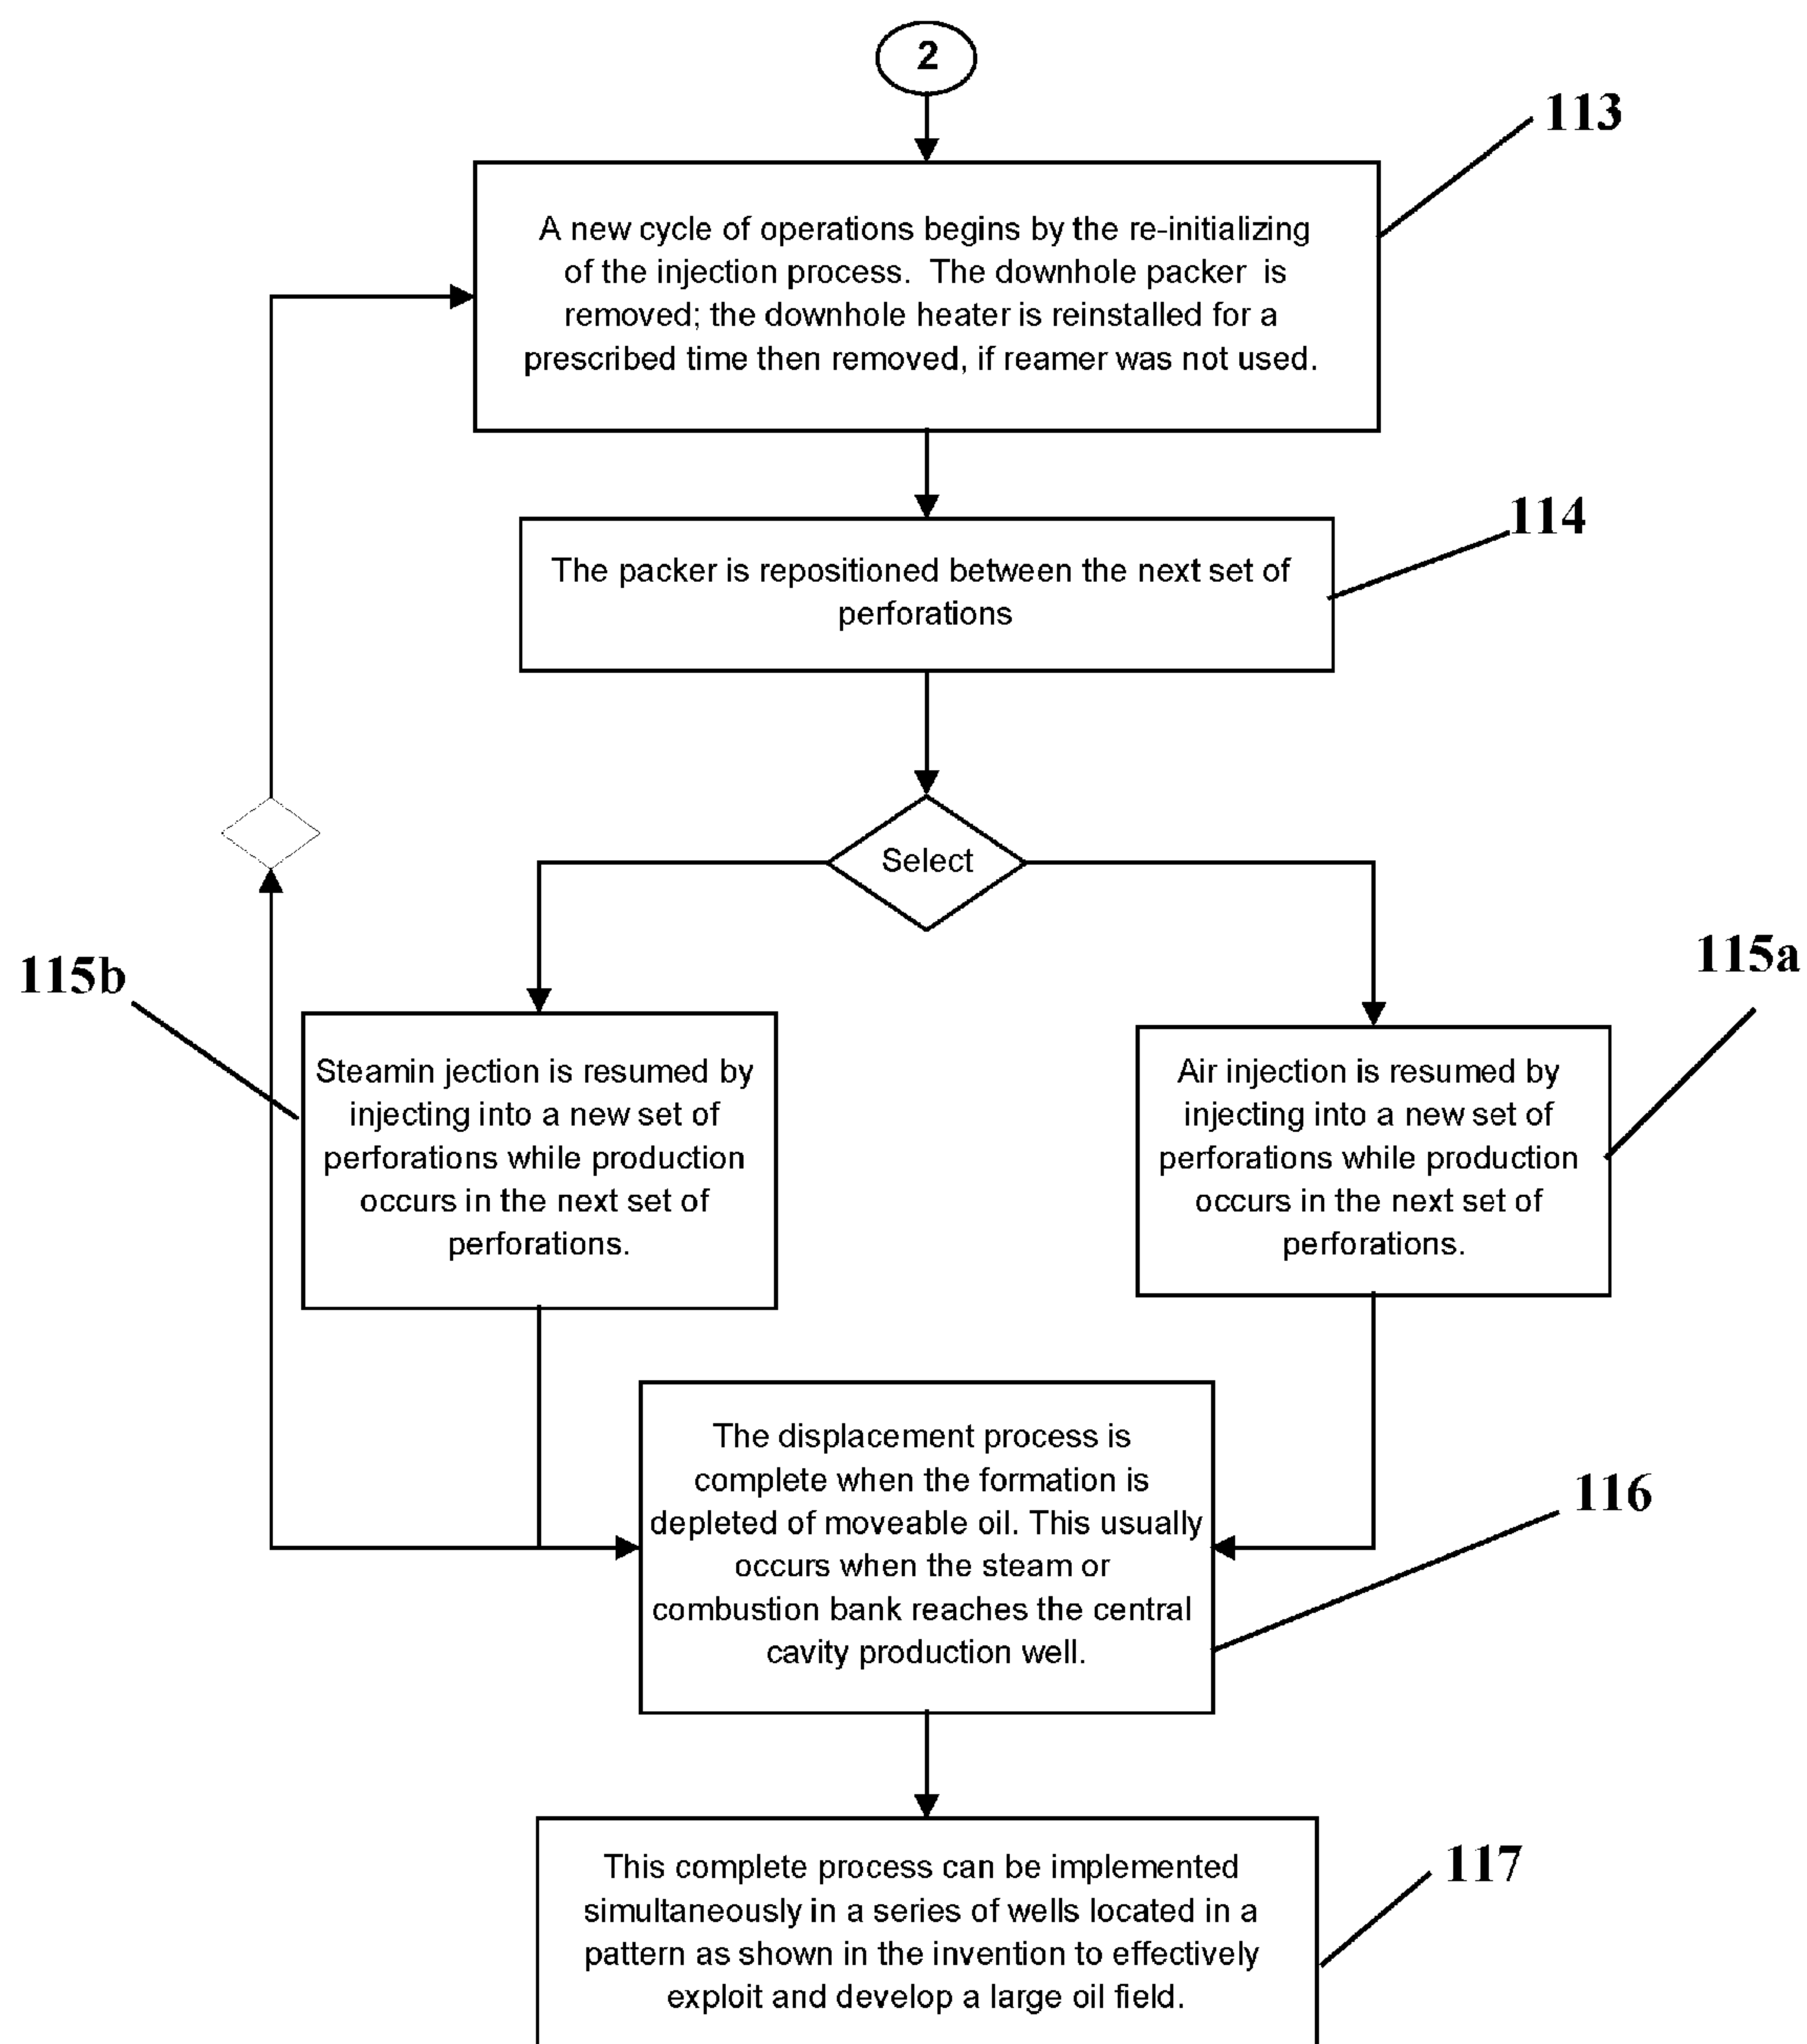 2
113
A new cycle of operations begins by the re-initializing
of the injection process. The downhole packer is
removed; the downhole heater is reinstalled for a
prescribed time then removed, if reamer was not used.
114
The packer is repositioned between the next set of
perforations
Select
115b
115a
Steamin jection is resumed by
injecting into a new set of
perforations while production
occurs in the next set of
perforations.
Air injection is resumed by
injecting into a new set of
perforations while production
occurs in the next set of
perforations.
The displacement process is
complete when the formation is
depleted of moveable oil. This usually
occurs when the steam or
combustion bank reaches the central
cavity production well.
116
This complete process can be implemented
simultaneously in a series of wells located in a
pattern as shown in the invention to effectively
exploit and develop a large oil field.
117